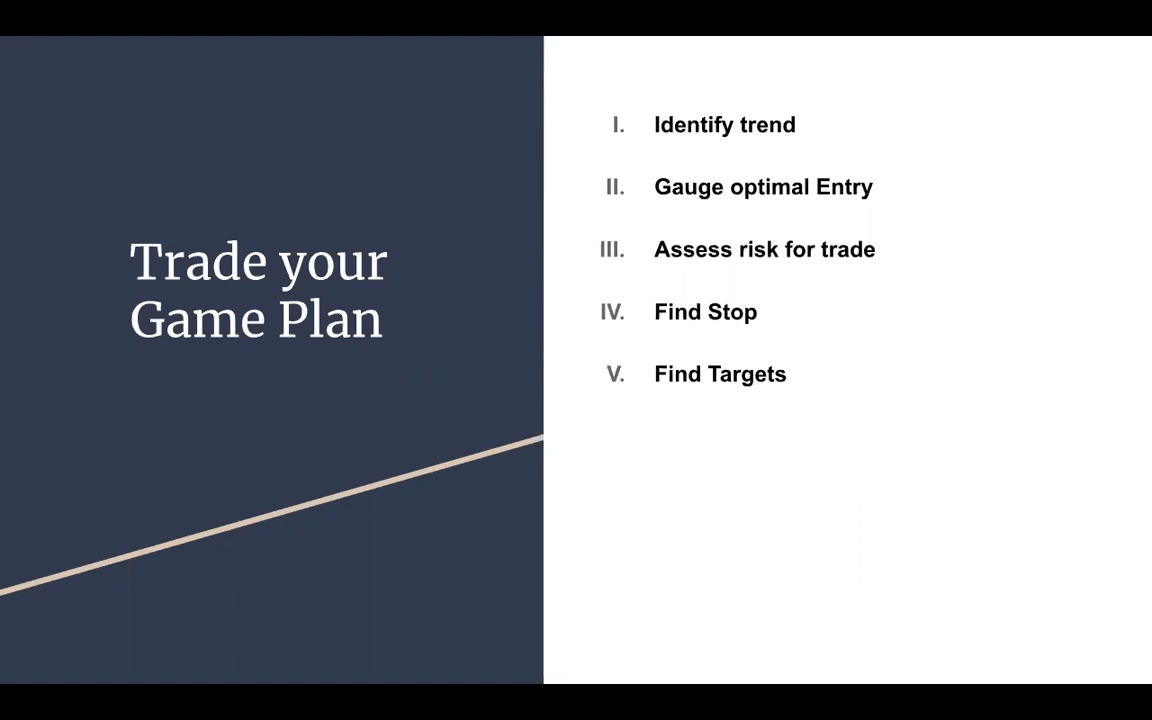 Trade your
Game Plan
I. Identify trend
II. Gauge optimal Entry
III. Assess risk for trade
IV. Find Stop
V. Find Targets